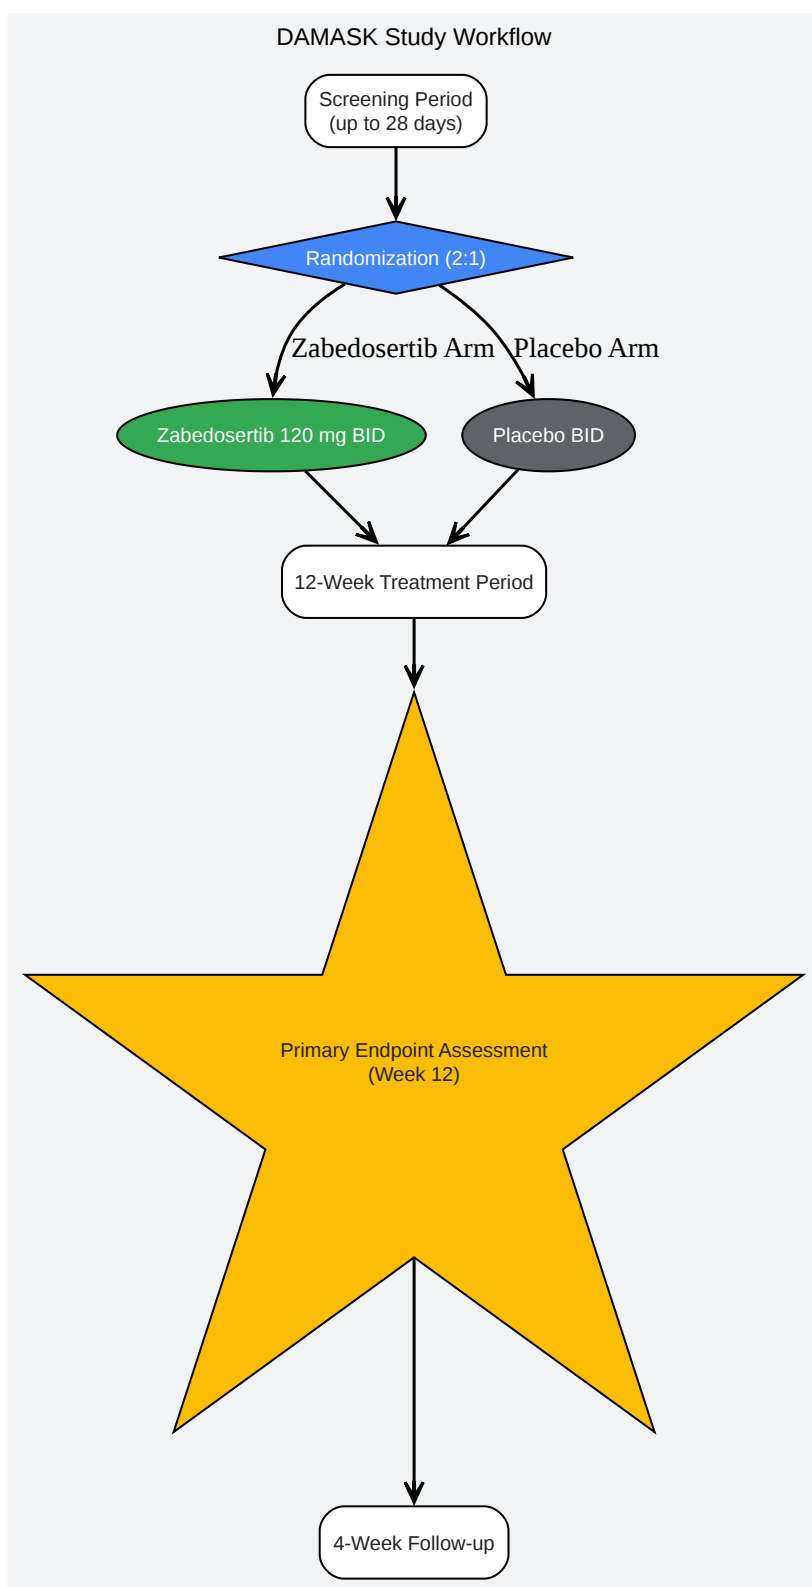 DAMASK Study Workflow
Screening Period
(up to 28 days)
Randomization (2:1)
Zabedosertib Arm
Placebo Arm
Zabedosertib 120 mg BID
Placebo BID
12-Week Treatment Period
Primary Endpoint Assessment
(Week 12)
4-Week Follow-up